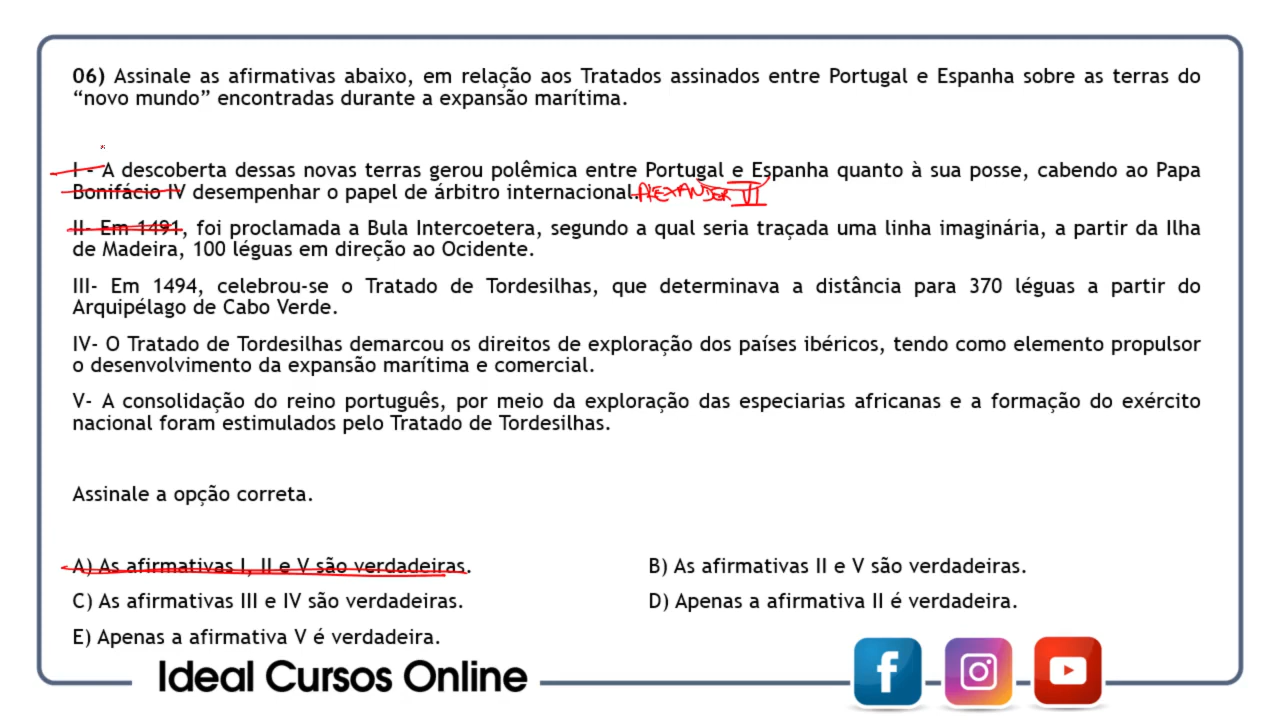 06) Assinale as afirmativas abaixo, em relação aos Tratados assinados entre Portugal e Espanha sobre as terras do
“novo mundo” encontradas durante a expansão marítima.
I - A descoberta dessas novas terras gerou polêmica entre Portugal e Espanha quanto à sua posse, cabendo ao Papa
Bonifácio IV desempenhar o papel de árbitro internacional. ALEXANDER VI
II- Em 1491, foi proclamada a Bula Intercoetera, segundo a qual seria traçada uma linha imaginária, a partir da Ilha
de Madeira, 100 léguas em direção ao Ocidente.
III- Em 1494, celebrou-se o Tratado de Tordesilhas, que determinava a distância para 370 léguas a partir do
Arquipélago de Cabo Verde.
IV- O Tratado de Tordesilhas demarcou os direitos de exploração dos países ibéricos, tendo como elemento propulsor
o desenvolvimento da expansão marítima e comercial.
V- A consolidação do reino português, por meio da exploração das especiarias africanas e a formação do exército
nacional foram estimulados pelo Tratado de Tordesilhas.
Assinale a opção correta.
A) As afirmativas I, II e V são verdadeiras.
B) As afirmativas II e V são verdadeiras.
C) As afirmativas III e IV são verdadeiras.
D) Apenas a afirmativa II é verdadeira.
E) Apenas a afirmativa V é verdadeira.
Ideal Cursos Online